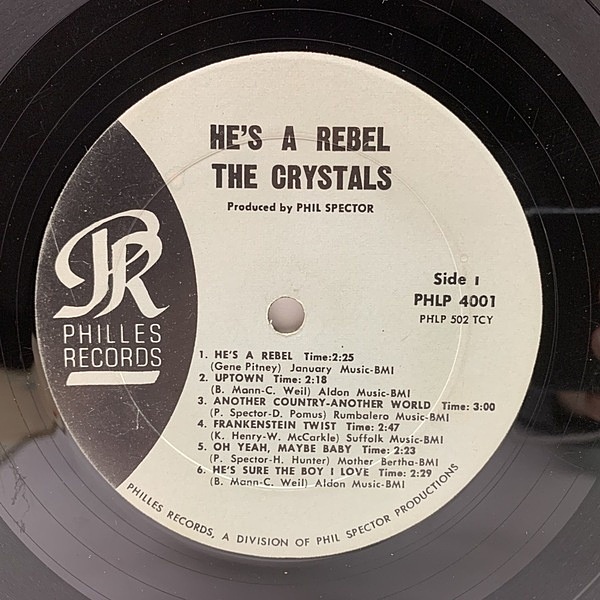 HE'S A REBEL
THE CRYSTALS
Produced by PHIL SPECTOR
PR
PHILLES
RECORDS
Side 1
PHLP 4001
PHLP 502 TCY
1. HE'S A REBEL Time:2:25
(Gene Pitney) January Music-BMI
2. UPTOWN Time: 2:18
(B. Mann-C. Weil) Aldon Music-BMI
3. ANOTHER COUNTRY-ANOTHER WORLD Time: 3:00
(P. Spector-D. Pomus) Rumbalero Music-BMI
4. FRANKENSTEIN TWIST Time: 2:47
(K. Henry-W. McCarkle) Suffolk Music-BMI
5. OH YEAH, MAYBE BABY Time: 2:23
(P. Spector-H. Hunter) Mother Bertha-BMI
6. HE'S SURE THE BOY I LOVE Time: 2:29
(B. Mann-C. Weil) Aldon Music-BMI
PHILLES RECORDS, A DIVISION OF PHIL SPECTOR PRODUCTIONS